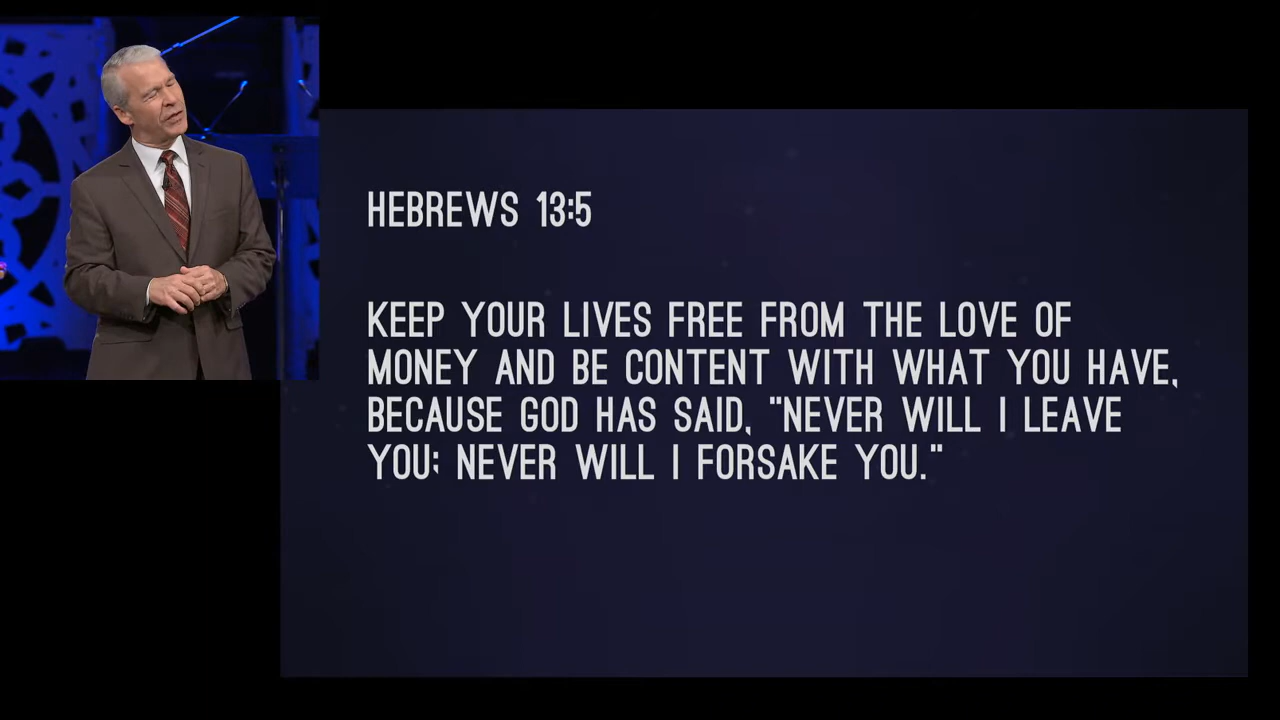 HEBREWS 13:5
KEEP YOUR LIVES FREE FROM THE LOVE OF
MONEY AND BE CONTENT WITH WHAT YOU HAVE,
BECAUSE GOD HAS SAID, "NEVER WILL I LEAVE
YOU; NEVER WILL I FORSAKE YOU."